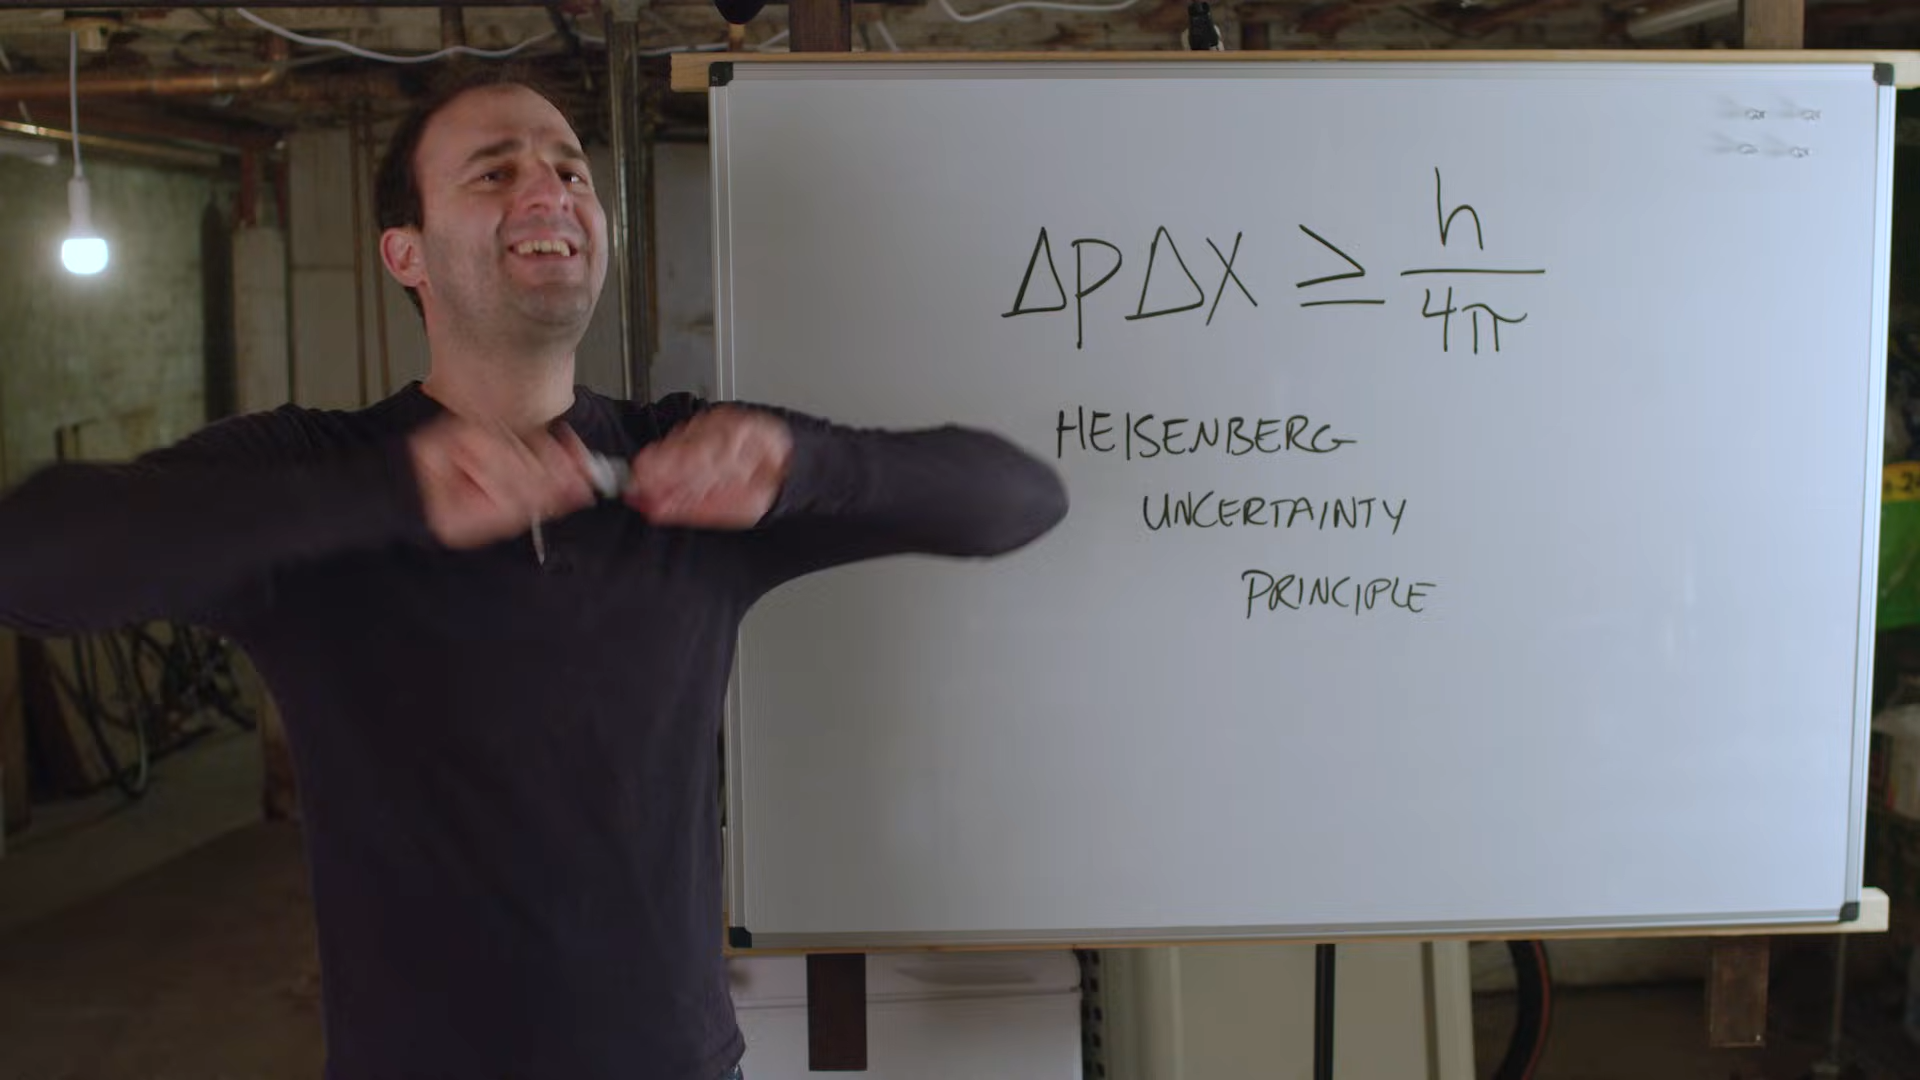 ΔpΔx ≥ h/4π
HEISENBERG
UNCERTAINTY
PRINCIPLE